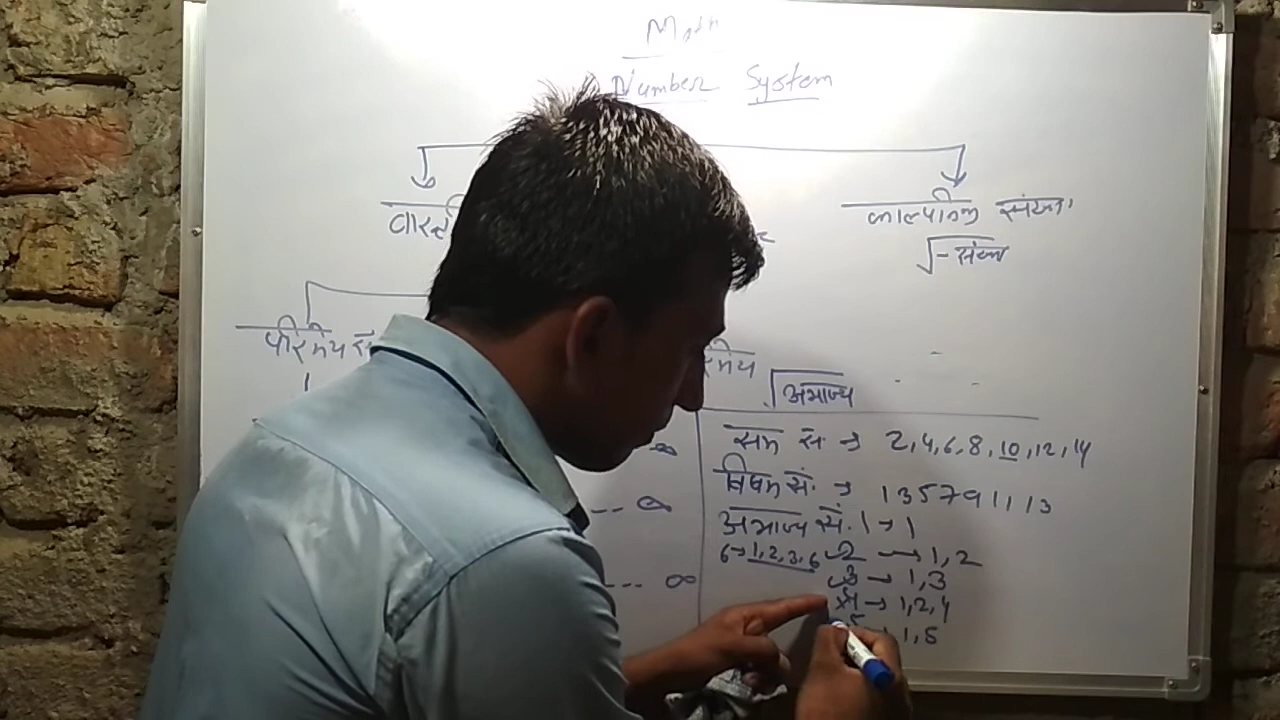 Math
Number System
काल्पनिक संख्या
√- संख्या
परिमेय
अभाज्य
सम सं → 2, 4, 6, 8, 10, 12, 14
विषम सं. → 1 3 5 7 9 11 13
अभाज्य सं. 1 → 1
6→ 1, 2, 3, 6 2 → 1, 2
3 → 1, 3
4 → 1, 2, 4
5 → 1, 5
--- ∞
--- ∞